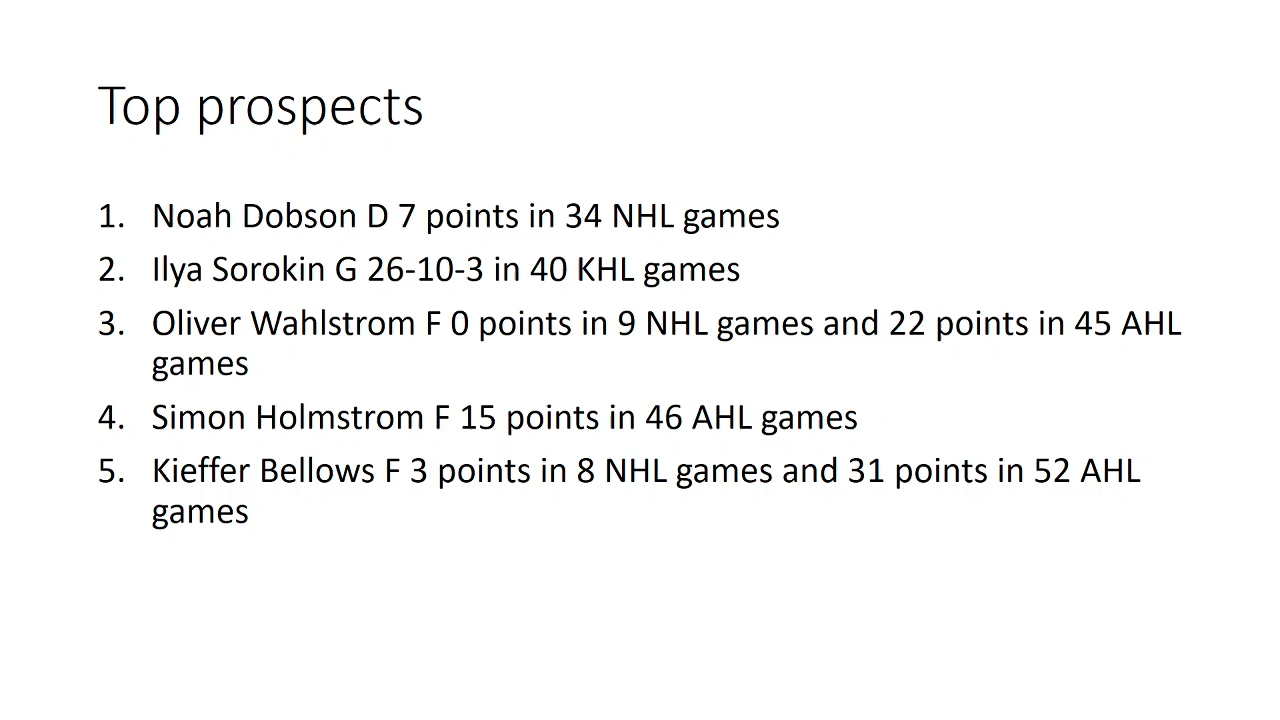 Top prospects
1. Noah Dobson D 7 points in 34 NHL games
2. Ilya Sorokin G 26-10-3 in 40 KHL games
3. Oliver Wahlstrom F 0 points in 9 NHL games and 22 points in 45 AHL
games
4. Simon Holmstrom F 15 points in 46 AHL games
5. Kieffer Bellows F 3 points in 8 NHL games and 31 points in 52 AHL
games